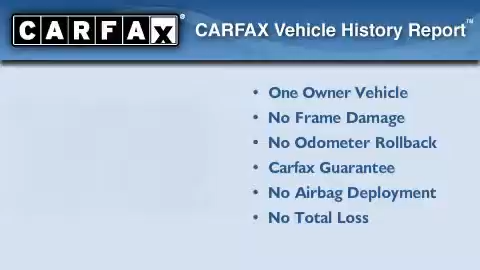 CARFAX® CARFAX Vehicle History Report™
• One Owner Vehicle
• No Frame Damage
• No Odometer Rollback
• Carfax Guarantee
• No Airbag Deployment
• No Total Loss